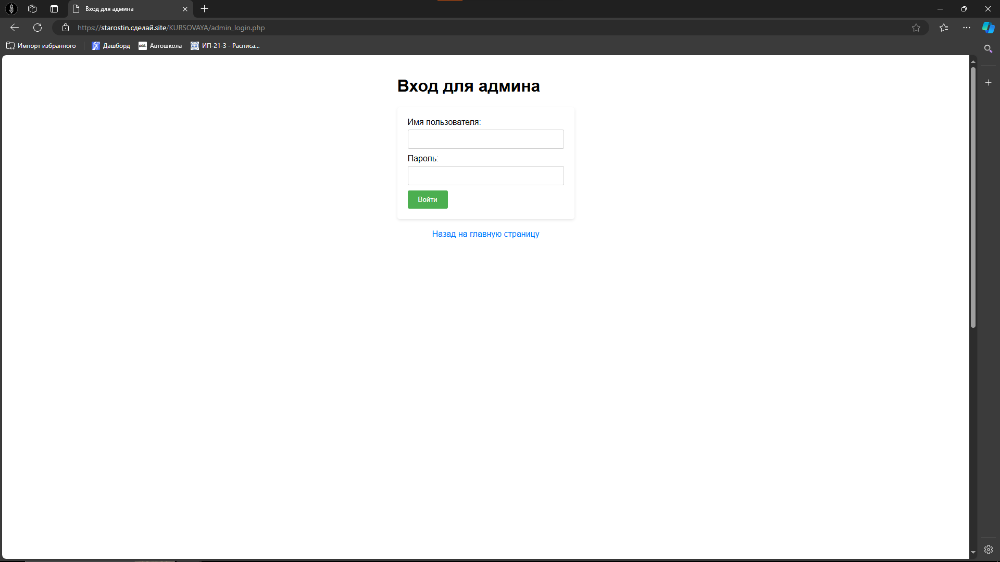 Вход для админа
https://starostin.сделай.site/KURSOVAYA/admin_login.php
Импорт избранного
Дашборд
Автошкола
ИП-21-3 - Расписа...
Вход для админа
Имя пользователя:
Пароль:
Войти
Назад на главную страницу